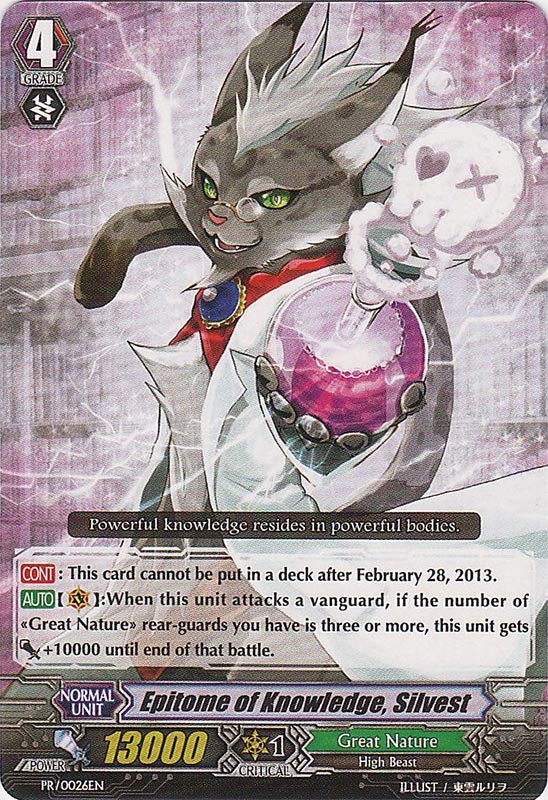 4
GRADE
Powerful knowledge resides in powerful bodies.
CONT : This card cannot be put in a deck after February 28, 2013.
AUTO 【 】:When this unit attacks a vanguard, if the number of
«Great Nature» rear-guards you have is three or more, this unit gets
+10000 until end of that battle.
NORMAL
UNIT
Epitome of Knowledge, Silvest
POWER
13000
1
CRITICAL
Great Nature
High Beast
PR/0026EN
ILLUST / 東雲ルリヲ